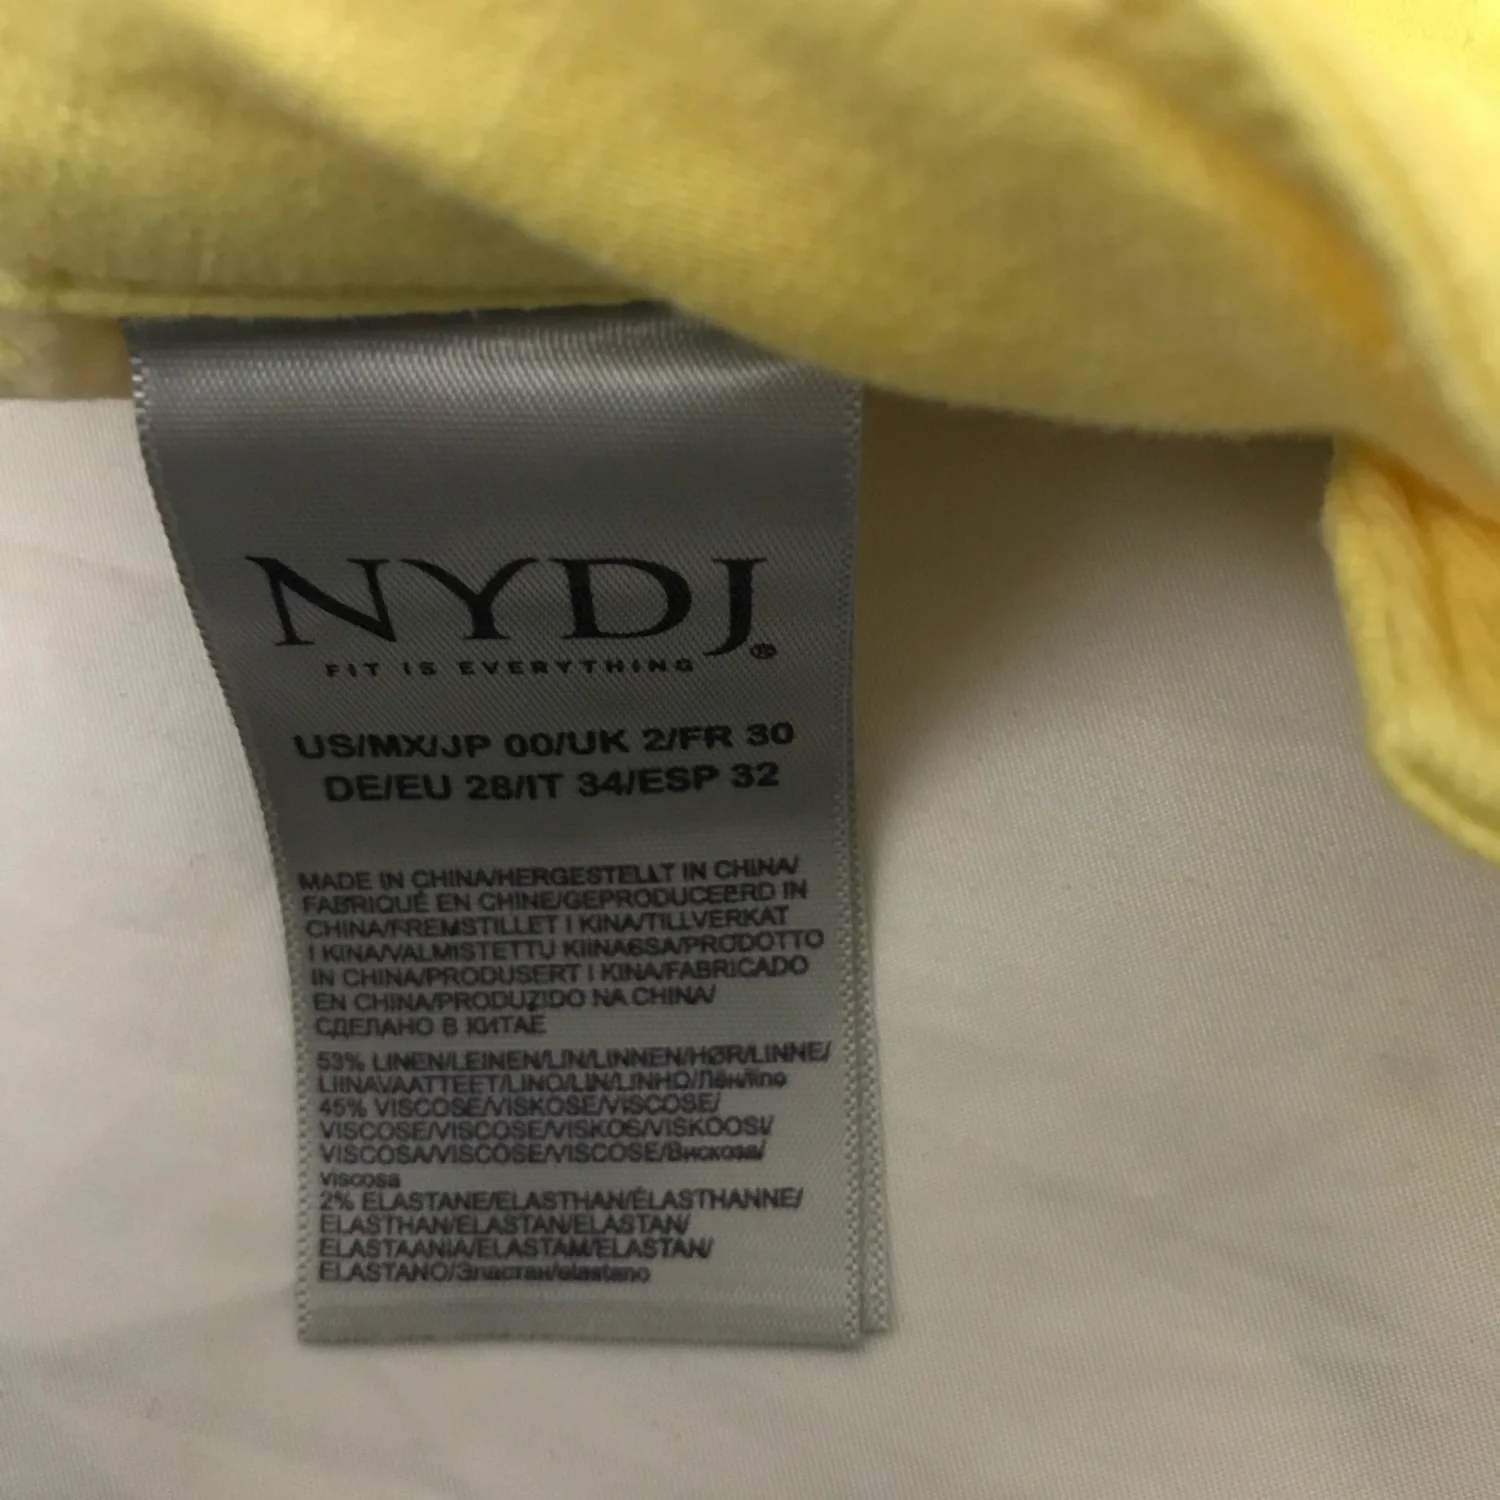 NYDJ®
FIT IS EVERYTHING
US/MX/JP 00/UK 2/FR 30
DE/EU 28/IT 34/ESP 32
MADE IN CHINA/HERGESTELLT IN CHINA/
FABRIQUÉ EN CHINE/GEPRODUCEERD IN
CHINA/FREMSTILLET I KINA/TILLVERKAT
I KINA/VALMISTETTU KIINASSA/PRODOTTO
IN CHINA/PRODUSERT I KINA/FABRICADO
EN CHINA/PRODUZIDO NA CHINA/
СДЕЛАНО В КИТАЕ
53% LINEN/LEINEN/LIN/LINNEN/HØR/LINNE/
LIINAVAATTEET/LINO/LIN/LINHO/Лён/lino
45% VISCOSE/VISKOSE/VISCOSE/
VISCOSE/VISCOSE/VISKOS/VISKOOSI/
VISCOSA/VISCOSE/VISCOSE/Вискоза/
viscosa
2% ELASTANE/ELASTHAN/ÉLASTHANNE/
ELASTHAN/ELASTAN/ELASTAN/
ELASTAANIA/ELASTAM/ELASTAN/
ELASTANO/Эластан/elastano